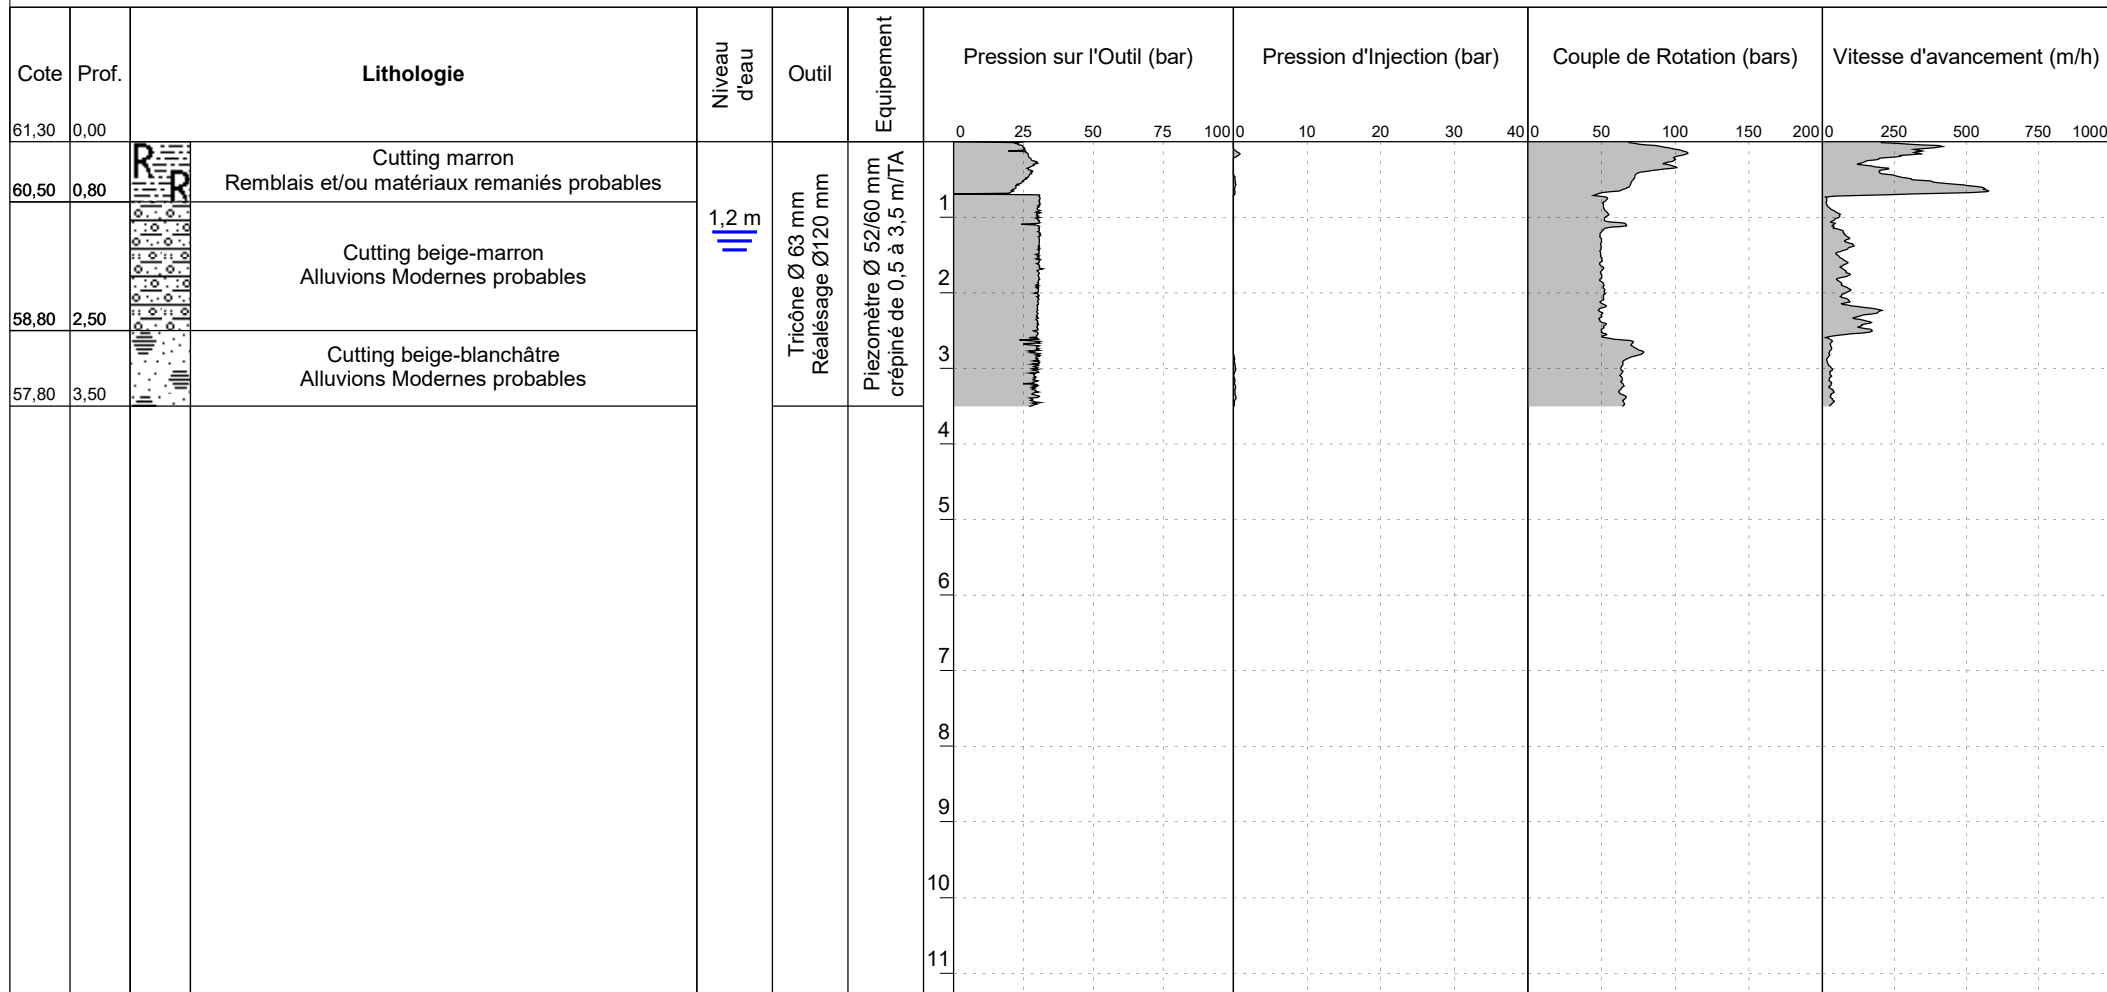 Cote
Prof.
Lithologie
Niveau
d'eau
Outil
Equipement
Pression sur l'Outil (bar)
Pression d'Injection (bar)
Couple de Rotation (bars)
Vitesse d'avancement (m/h)
61,30
0,00
0 25 50 75 100
0 10 20 30 40
0 50 100 150 200
0 250 500 750 1000
R
R
Cutting marron
Remblais et/ou matériaux remaniés probables
60,50
0,80
1,2 m
Cutting beige-marron
Alluvions Modernes probables
58,80
2,50
Cutting beige-blanchâtre
Alluvions Modernes probables
57,80
3,50
Tricône Ø 63 mm
Réalésage Ø120 mm
Piezomètre Ø 52/60 mm
crépiné de 0,5 à 3,5 m/TA
1
2
3
4
5
6
7
8
9
10
11